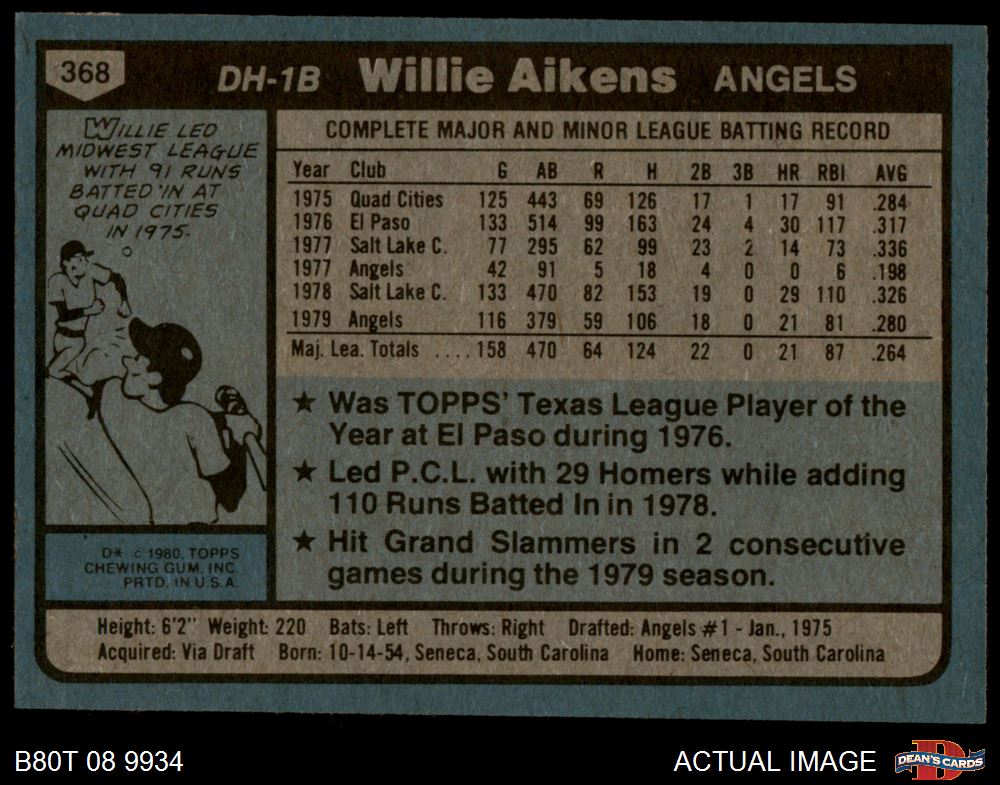 368 DH-1B Willie Aikens ANGELS
WILLIE LED
MIDWEST LEAGUE
WITH 91 RUNS
BATTED IN AT
QUAD CITIES
IN 1975.
COMPLETE MAJOR AND MINOR LEAGUE BATTING RECORD
Year Club G AB R H 2B 3B HR RBI AVG
1975 Quad Cities 125 443 69 126 17 1 17 91 .284
1976 El Paso 133 514 99 163 24 4 30 117 .317
1977 Salt Lake C. 77 295 62 99 23 2 14 73 .336
1977 Angels 42 91 5 18 4 0 0 6 .198
1978 Salt Lake C. 133 470 82 153 19 0 29 110 .326
1979 Angels 116 379 59 106 18 0 21 81 .280
Maj. Lea. Totals .... 158 470 64 124 22 0 21 87 .264
★ Was TOPPS' Texas League Player of the
Year at El Paso during 1976.
★ Led P.C.L. with 29 Homers while adding
110 Runs Batted In in 1978.
★ Hit Grand Slammers in 2 consecutive
games during the 1979 season.
D* © 1980, TOPPS
CHEWING GUM, INC.
PRTD. IN U.S.A.
Height: 6'2" Weight: 220 Bats: Left Throws: Right Drafted: Angels #1 - Jan., 1975
Acquired: Via Draft Born: 10-14-54, Seneca, South Carolina Home: Seneca, South Carolina
B80T 08 9934 ACTUAL IMAGE DEAN'S CARDS